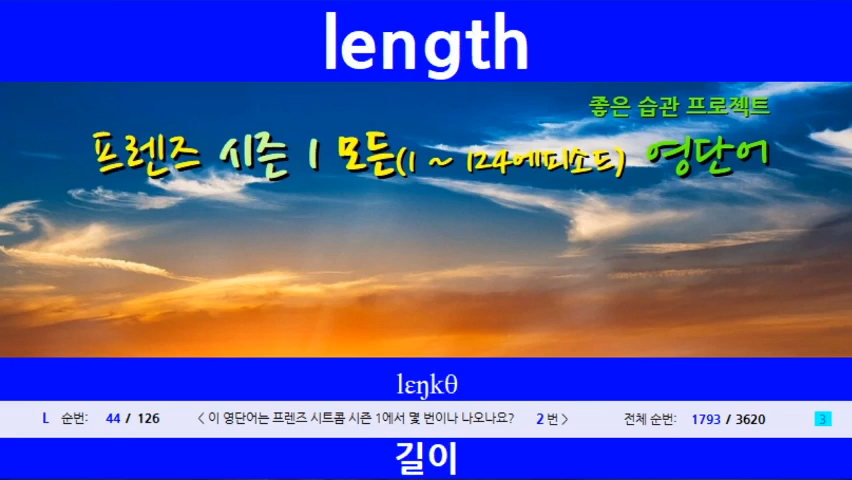 length
좋은 습관 프로젝트
프렌즈 시즌 1 모든(1 ~ 124에피소드) 영단어
lɛŋkθ
L 순번: 44 / 126 < 이 영단어는 프렌즈 시트콤 시즌 1에서 몇 번이나 나오나요? 2 번 > 전체 순번: 1793 / 3620 3
길이